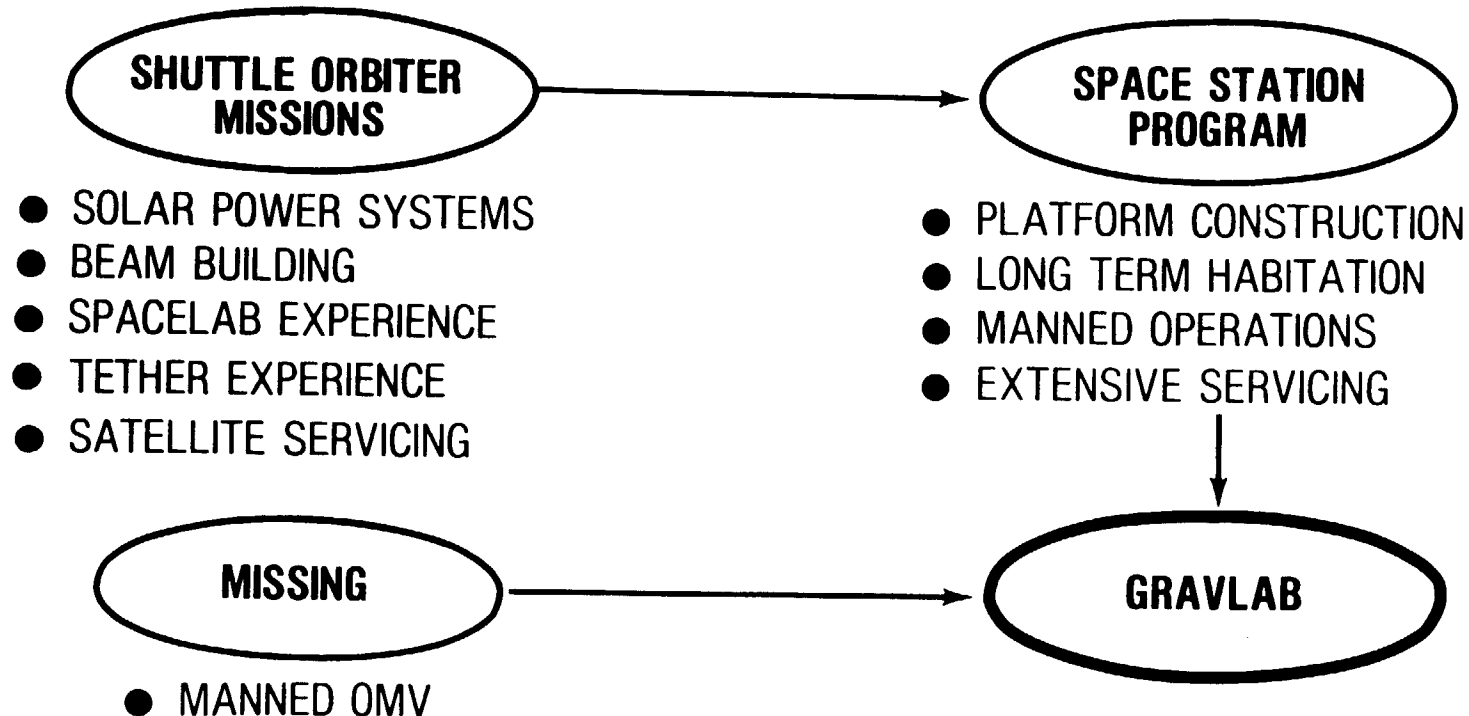 SHUTTLE ORBITER
MISSIONS
● SOLAR POWER SYSTEMS
● BEAM BUILDING
● SPACELAB EXPERIENCE
● TETHER EXPERIENCE
● SATELLITE SERVICING
SPACE STATION
PROGRAM
● PLATFORM CONSTRUCTION
● LONG TERM HABITATION
● MANNED OPERATIONS
● EXTENSIVE SERVICING
MISSING
● MANNED OMV
GRAVLAB